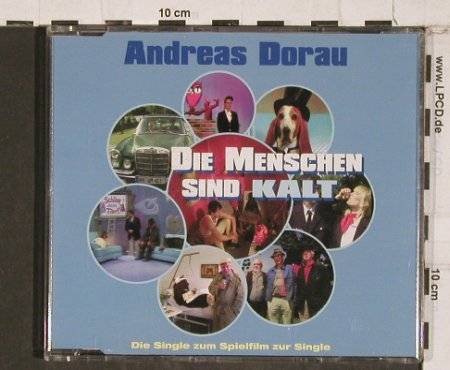 10 cm
Andreas Dorau
DIE MENSCHEN
SIND KALT
Die Single zum Spielfilm zur Single
www.LPCD.de
10 cm